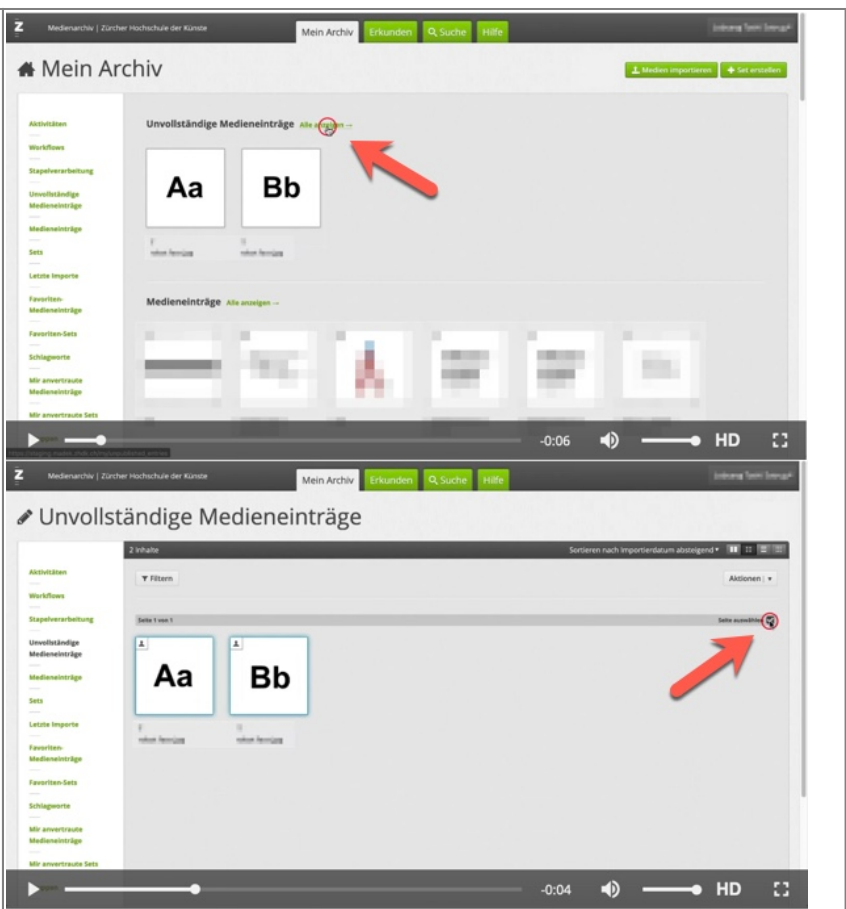 Z Medienarchiv | Zürcher Hochschule der Künste Mein Archiv Erkunden Suche Hilfe
Mein Archiv
Medien importieren Set erstellen
Aktivitäten
Workflows
Stapelverarbeitung
Unvollständige
Medieneinträge
Medieneinträge
Sets
Letzte Importe
Favoriten-
Medieneinträge
Favoriten-Sets
Schlagworte
Mir anvertraute
Medieneinträge
Mir anvertraute Sets
Unvollständige Medieneinträge Alle anzeigen →
Aa Bb
Medieneinträge Alle anzeigen →
-0:06 HD
Z Medienarchiv | Zürcher Hochschule der Künste Mein Archiv Erkunden Suche Hilfe
Unvollständige Medieneinträge
Aktivitäten
Workflows
Stapelverarbeitung
Unvollständige
Medieneinträge
Medieneinträge
Sets
Letzte Importe
Favoriten-
Medieneinträge
Favoriten-Sets
Schlagworte
Mir anvertraute
Medieneinträge
Mir anvertraute Sets
2 Inhalte Sortieren nach Importierdatum absteigend
Filtern Aktionen
Seite 1 von 1 Seite auswählen
Aa Bb
-0:04 HD